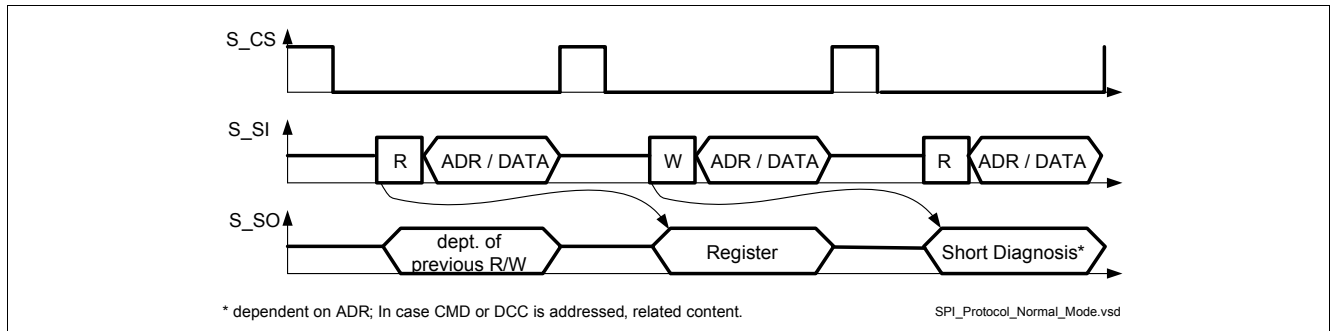 S_CS
S_SI
R
ADR / DATA
W
ADR / DATA
R
ADR / DATA
S_SO
dept. of
previous R/W
Register
Short Diagnosis*
* dependent on ADR; In case CMD or DCC is addressed, related content.
SPI_Protocol_Normal_Mode.vsd